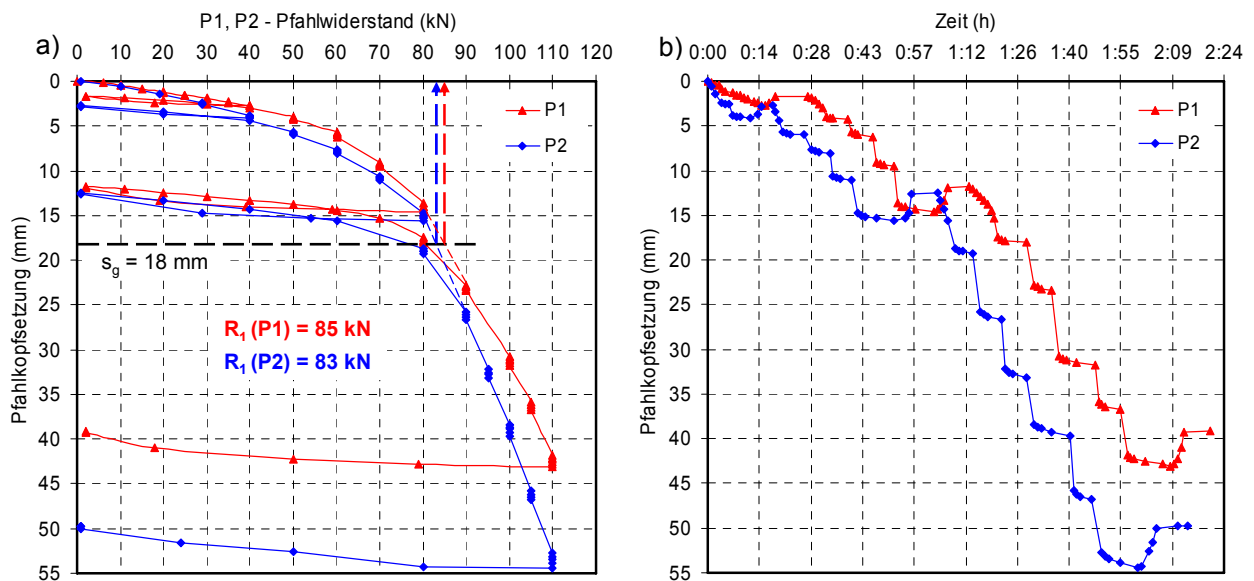 P1, P2 - Pfahlwiderstand (kN)
a)
0 10 20 30 40 50 60 70 80 90 100 110 120
0
5
10
15
20
25
30
35
40
45
50
55
Pfahlkopfsetzung (mm)
P1
P2
s_g = 18 mm
R₁ (P1) = 85 kN
R₁ (P2) = 83 kN
Zeit (h)
b)
0:00 0:14 0:28 0:43 0:57 1:12 1:26 1:40 1:55 2:09 2:24
0
5
10
15
20
25
30
35
40
45
50
55
Pfahlkopfsetzung (mm)
P1
P2